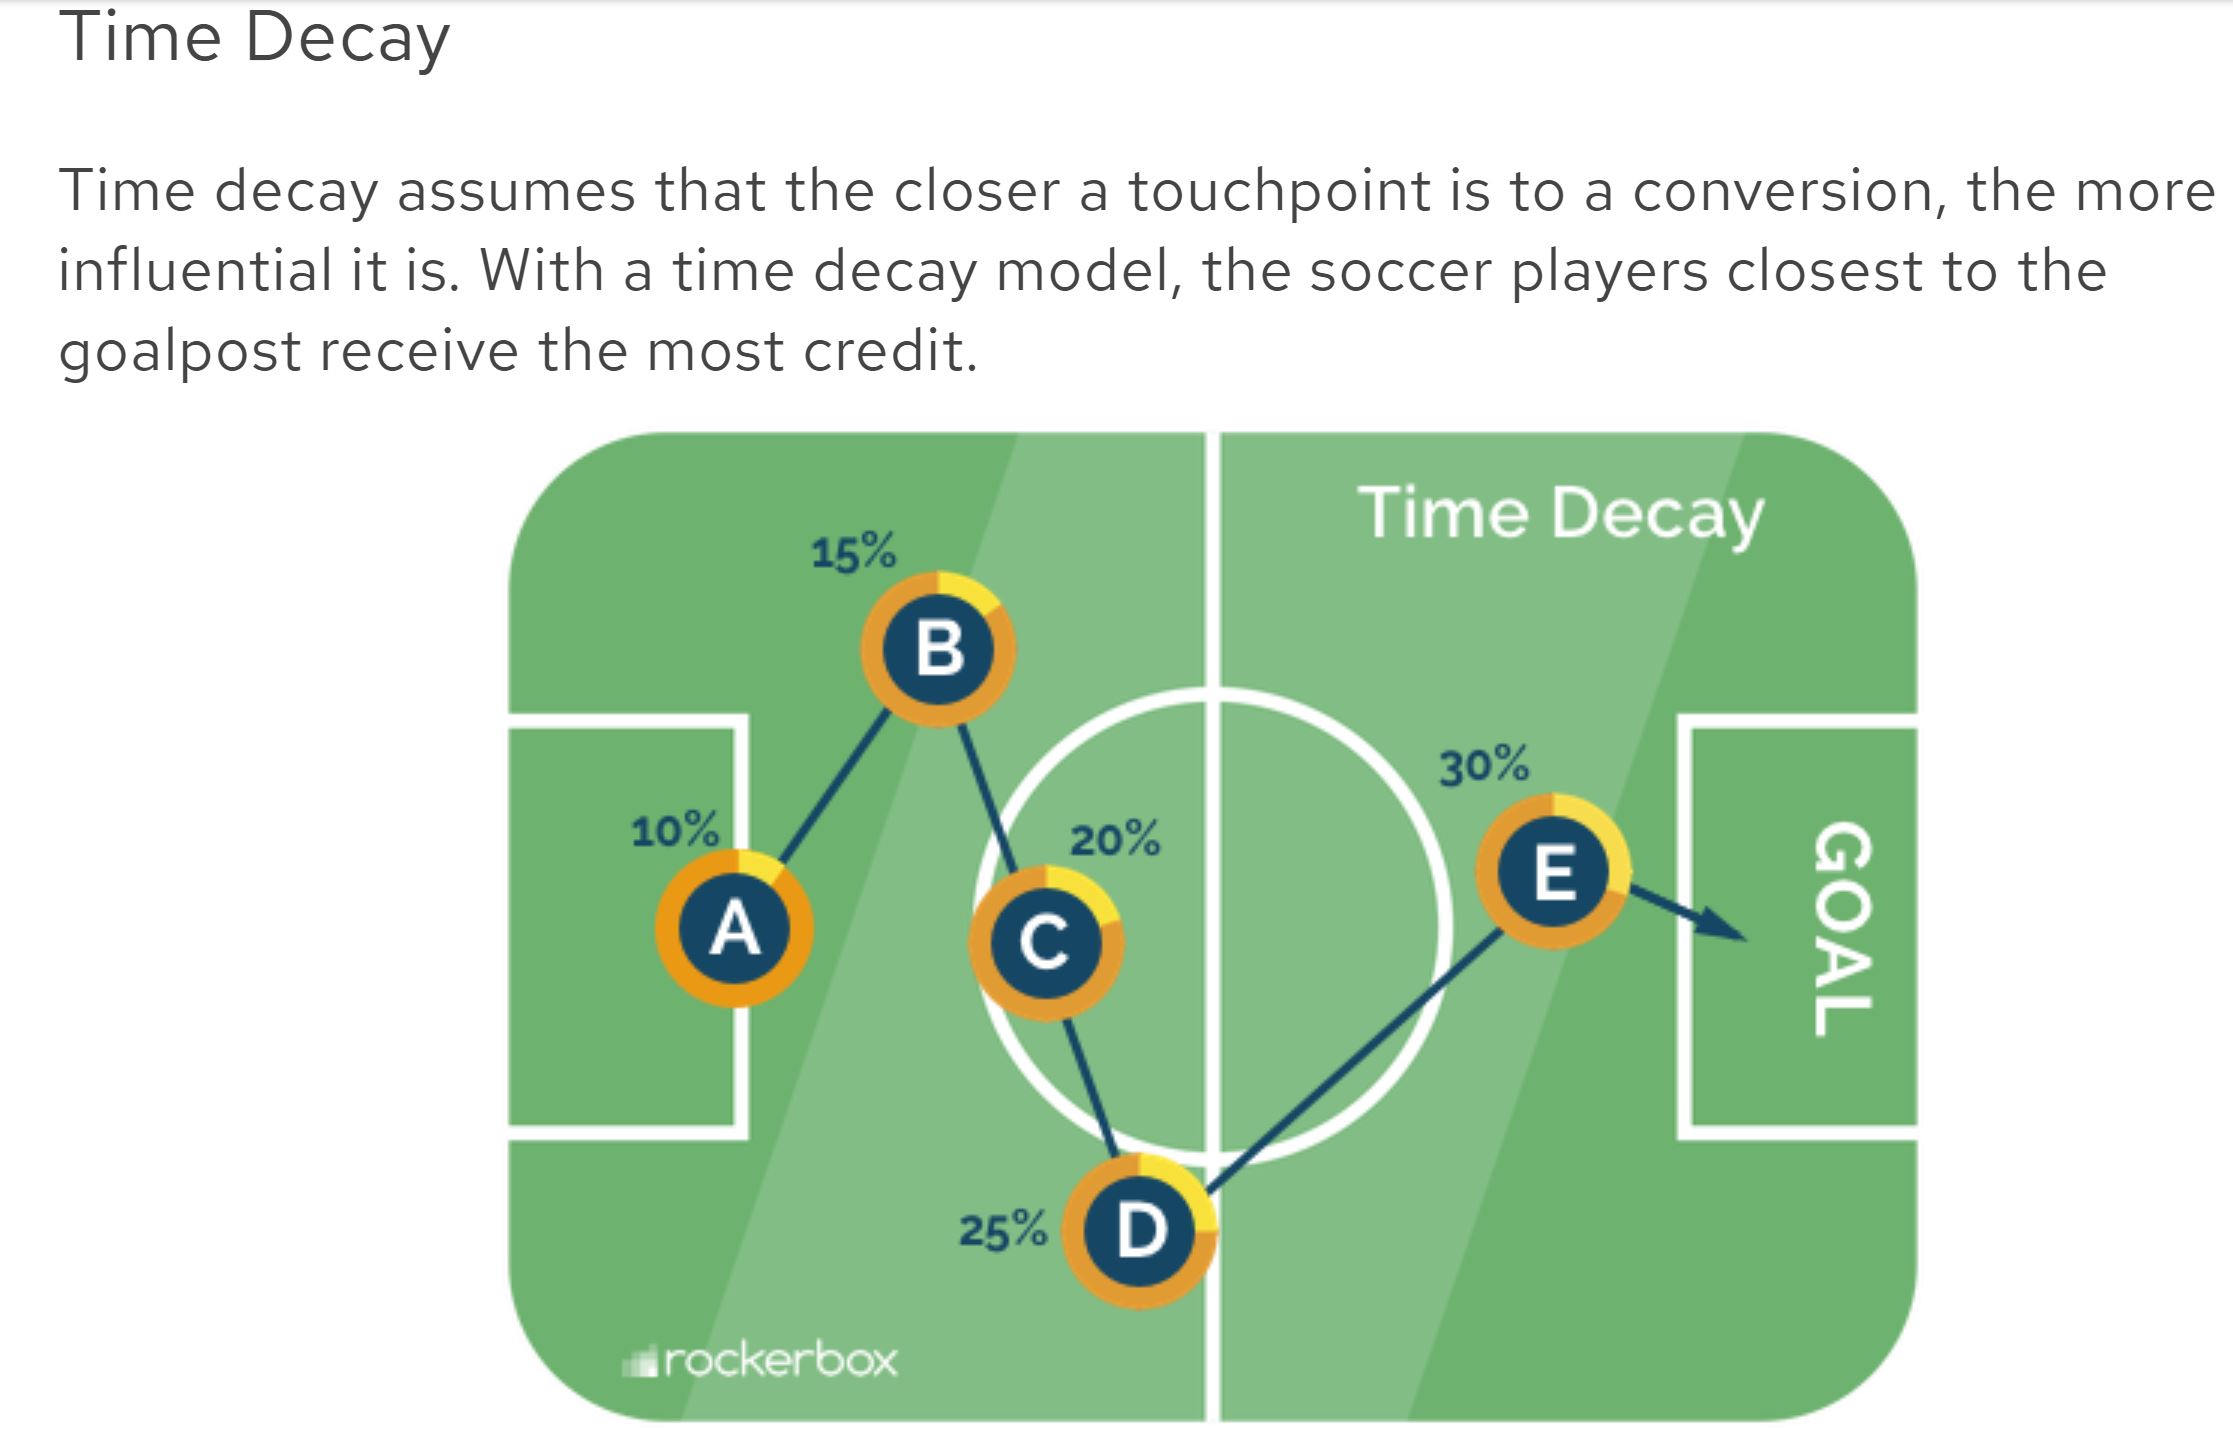 Time Decay
Time decay assumes that the closer a touchpoint is to a conversion, the more
influential it is. With a time decay model, the soccer players closest to the
goalpost receive the most credit.
Time Decay
15%
B
30%
10%
20%
E
A
C
GOAL
25%
D
rockerbox